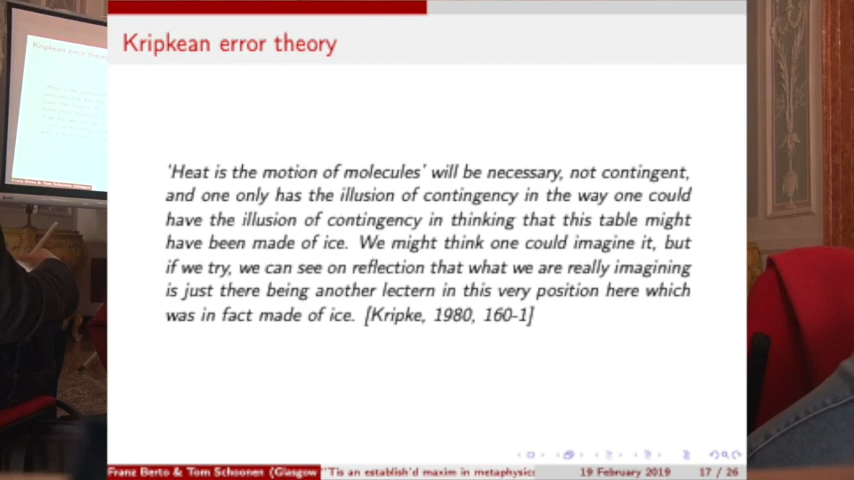 Kripkean error theory
'Heat is the motion of molecules' will be necessary, not contingent,
and one only has the illusion of contingency in the way one could
have the illusion of contingency in thinking that this table might
have been made of ice. We might think one could imagine it, but
if we try, we can see on reflection that what we are really imagining
is just there being another lectern in this very position here which
was in fact made of ice. [Kripke, 1980, 160-1]
Franz Berto & Tom Schoonen (Glasgow "Tis an establish'd maxim in metaphysics 19 February 2019 17 / 26